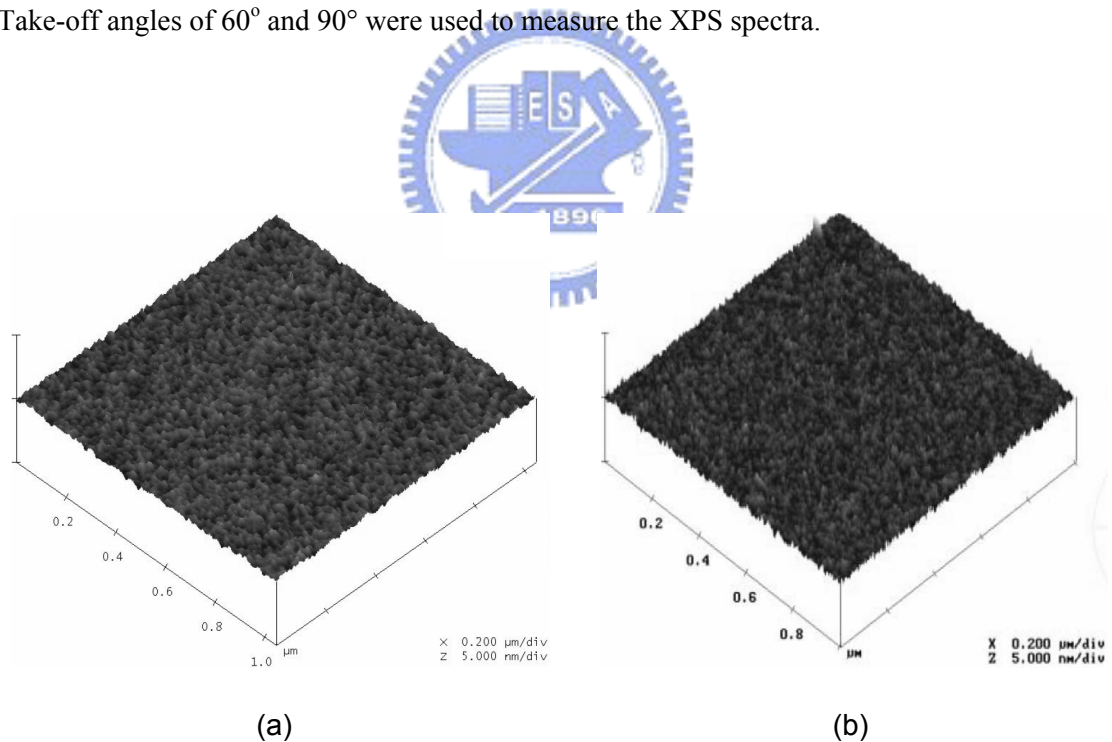 Take-off angles of 60° and 90° were used to measure the XPS spectra.
E S A
1896
0.2
0.4
0.6
0.8
1.0
µm
X 0.200 µm/div
Z 5.000 nm/div
0.2
0.4
0.6
0.8
µm
X 0.200 µm/div
Z 5.000 nm/div
(a)
(b)